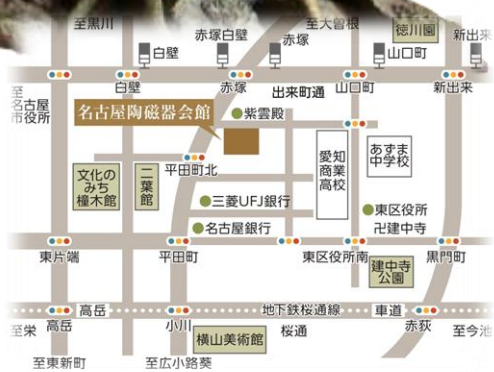 至黒川
至大曽根
徳川園
白壁
赤塚白壁
赤塚
山口町
新出来
白壁
赤塚
出来町通
山口町
新出来
至名古屋市役所
名古屋陶磁器会館
紫雲殿
平田町北
文化の
みち
橦木館
二葉館
愛知
商業
高校
あずま
中学校
三菱UFJ銀行
名古屋銀行
東区役所
卍建中寺
東片端
平田町
東区役所南
黒門町
建中寺
公園
高岳
地下鉄桜通線
車道
至栄
高岳
小川
横山美術館
桜通
赤萩
至今池
至東新町
至広小路葵